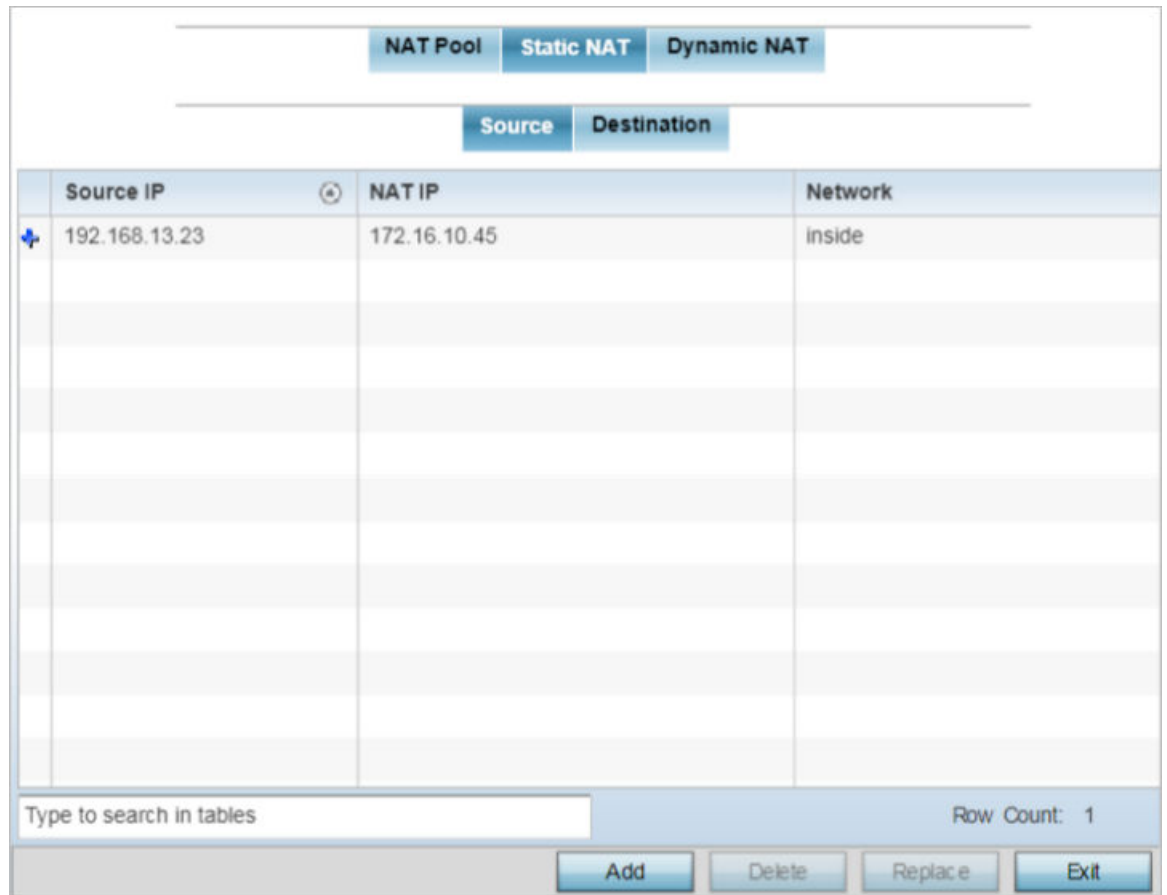 NAT Pool Static NAT Dynamic NAT
Source Destination
Source IP NAT IP Network
192.168.13.23 172.16.10.45 inside
Type to search in tables Row Count: 1
Add Delete Replace Exit